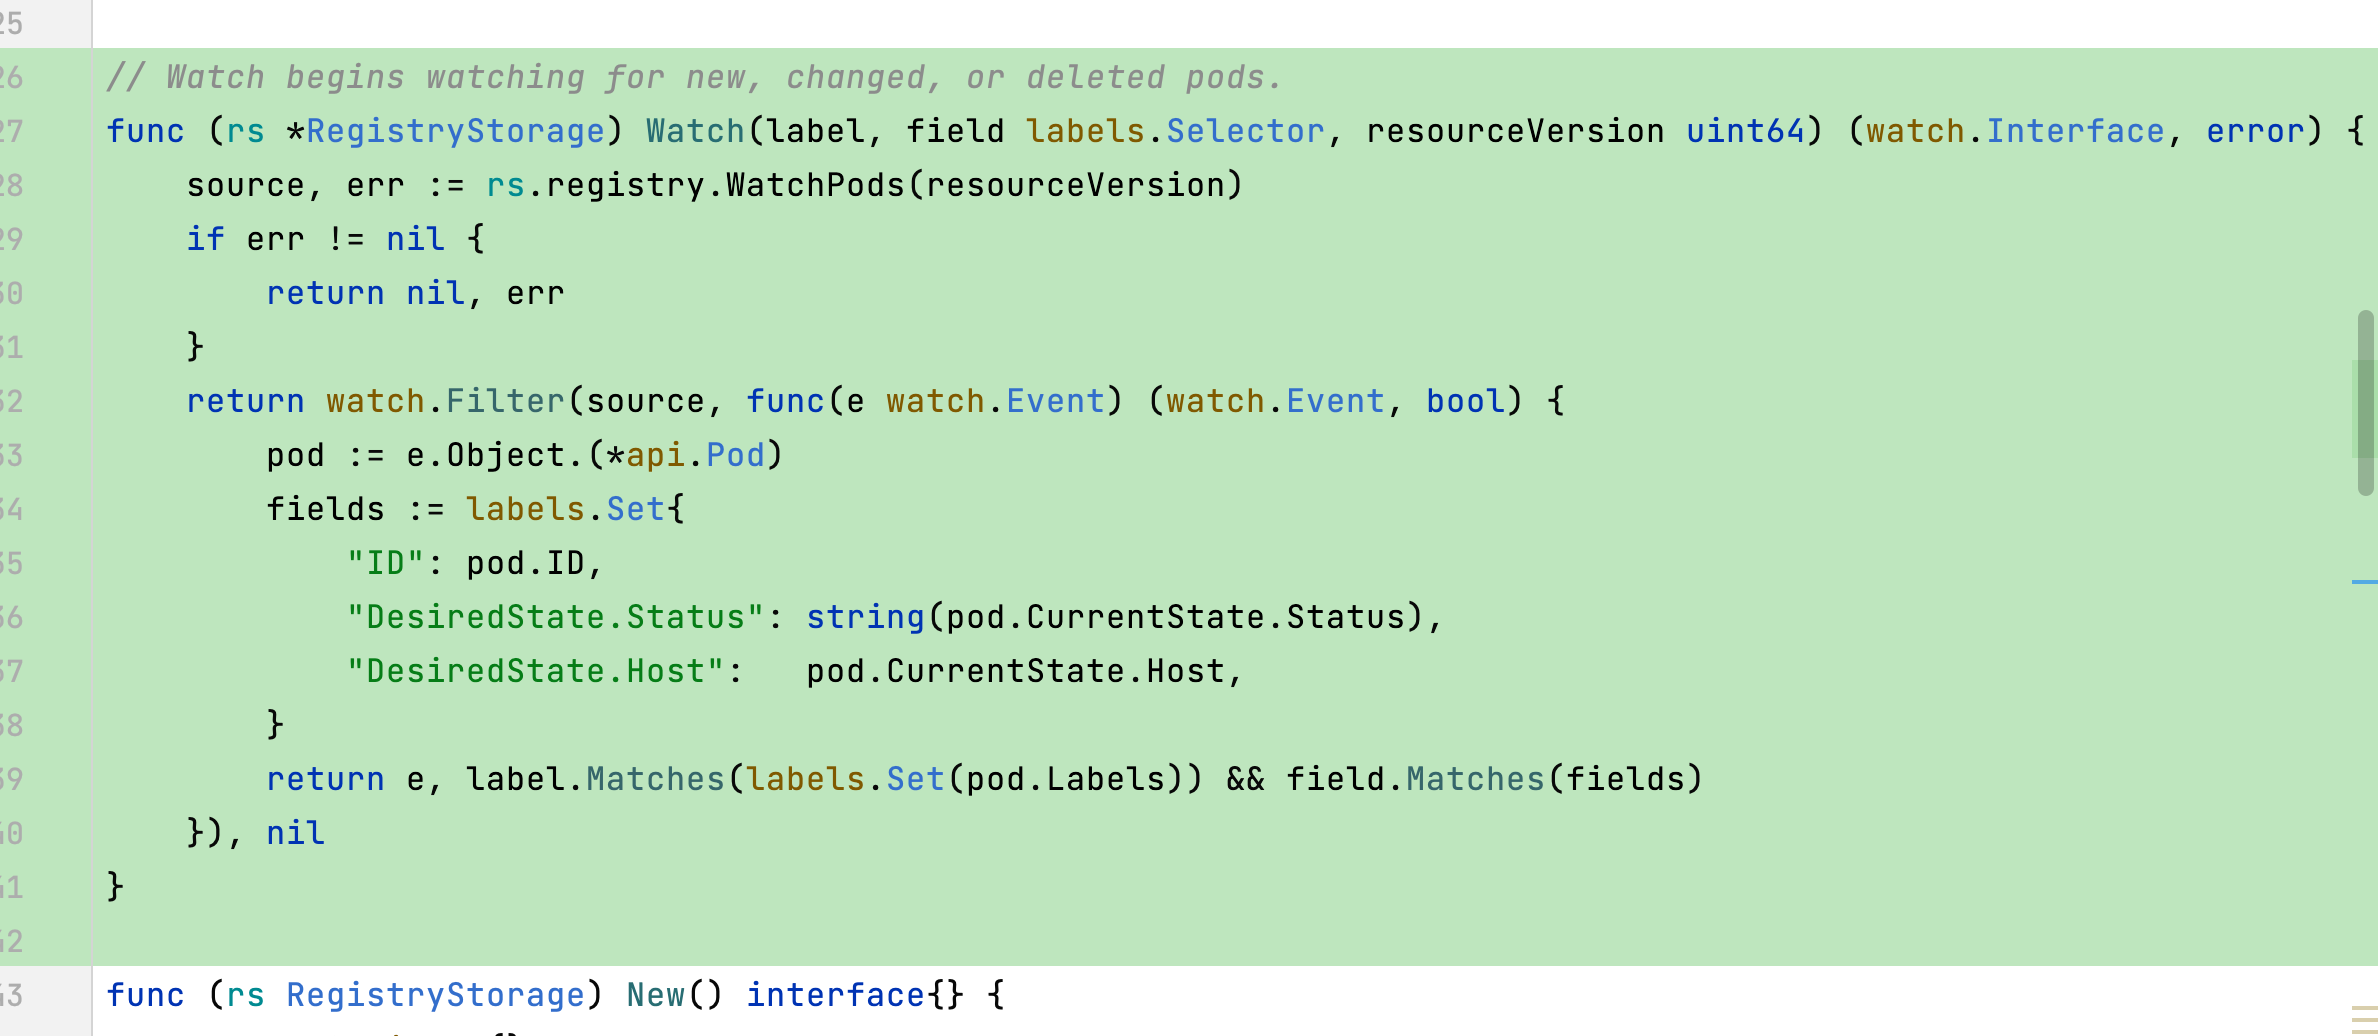 25
26 // Watch begins watching for new, changed, or deleted pods.
27 func (rs *RegistryStorage) Watch(label, field labels.Selector, resourceVersion uint64) (watch.Interface, error) {
28     source, err := rs.registry.WatchPods(resourceVersion)
29     if err != nil {
30         return nil, err
31     }
32     return watch.Filter(source, func(e watch.Event) (watch.Event, bool) {
33         pod := e.Object.(*api.Pod)
34         fields := labels.Set{
35             "ID": pod.ID,
36             "DesiredState.Status": string(pod.CurrentState.Status),
37             "DesiredState.Host":   pod.CurrentState.Host,
38         }
39         return e, label.Matches(labels.Set(pod.Labels)) && field.Matches(fields)
40     }), nil
41 }
42
43 func (rs RegistryStorage) New() interface{} {